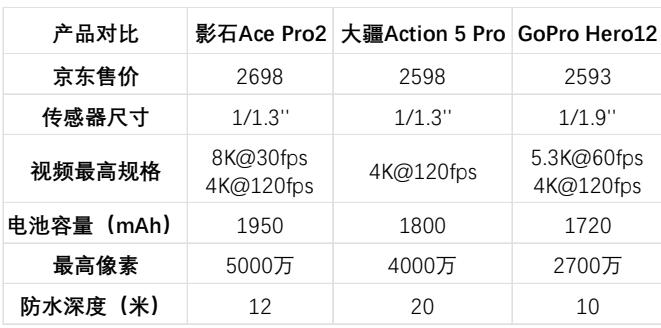 产品对比 影石Ace Pro2 大疆Action 5 Pro GoPro Hero12
京东售价 2698 2598 2593
传感器尺寸 1/1.3'' 1/1.3'' 1/1.9''
视频最高规格 8K@30fps 4K@120fps 4K@120fps 5.3K@60fps 4K@120fps
电池容量（mAh） 1950 1800 1720
最高像素 5000万 4000万 2700万
防水深度（米） 12 20 10